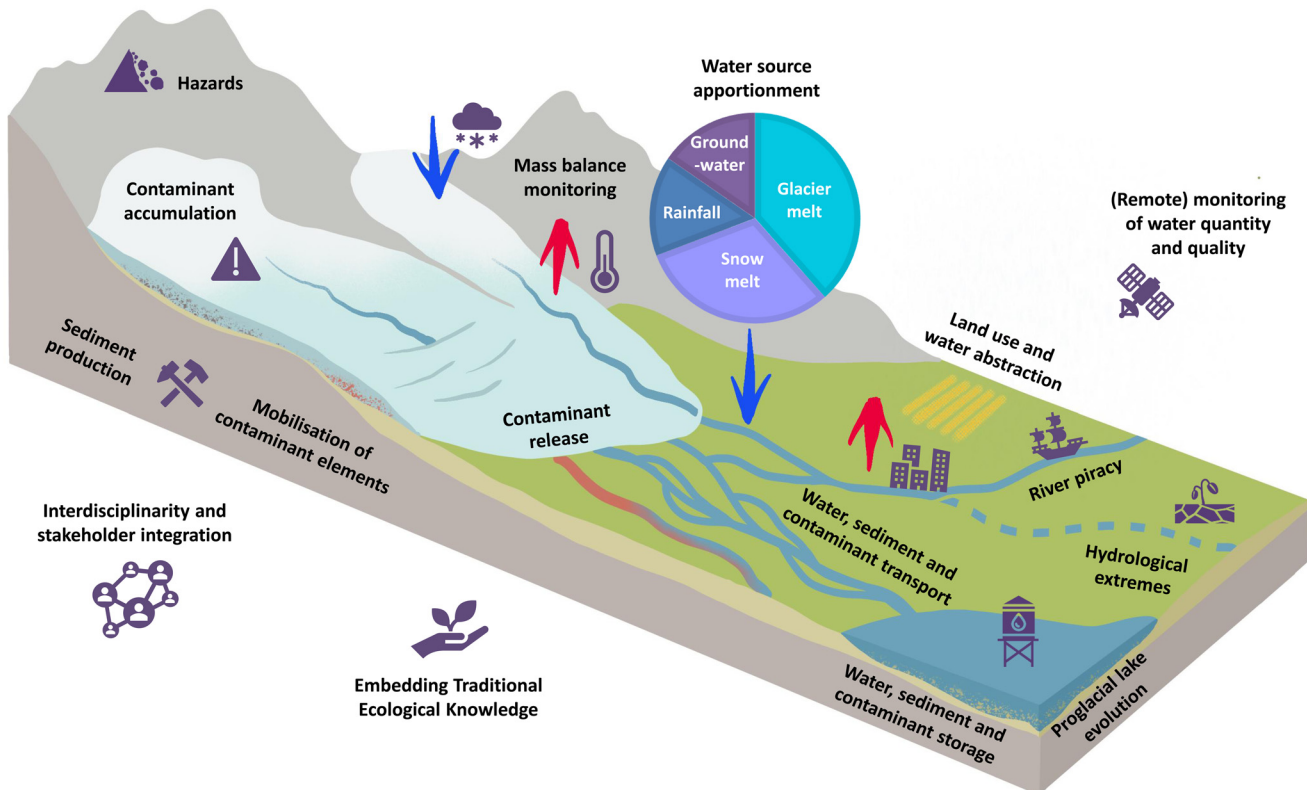 Hazards
Water source
apportionment
Ground
-water
Glacier
melt
Rainfall
Snow
melt
Mass balance
monitoring
Contaminant
accumulation
(Remote) monitoring
of water quantity
and quality
Sediment
production
Mobilisation of
contaminant elements
Contaminant
release
Land use and
water abstraction
River piracy
Water, sediment and
contaminant transport
Hydrological
extremes
Interdisciplinarity and
stakeholder integration
Embedding Traditional
Ecological Knowledge
Water, sediment and
contaminant storage
Proglacial lake
evolution